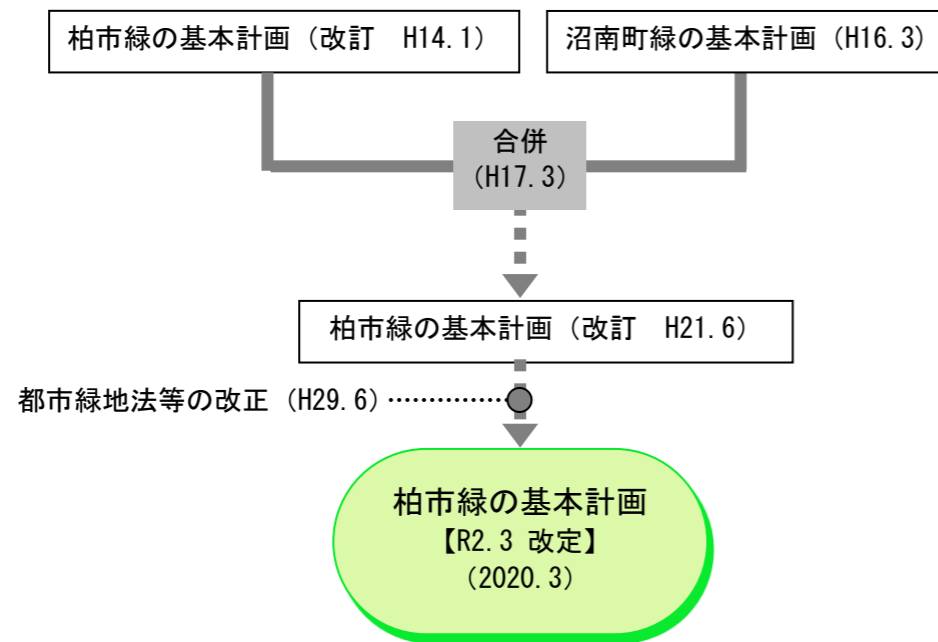 柏市緑の基本計画（改訂　H14.1）
沼南町緑の基本計画（H16.3）
合併
（H17.3）
柏市緑の基本計画（改訂　H21.6）
都市緑地法等の改正（H29.6）
柏市緑の基本計画
【R2.3 改定】
（2020.3）